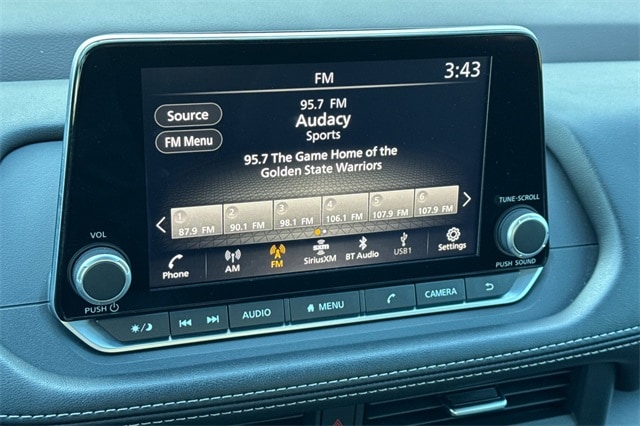 FM
3:43
Source
FM Menu
95.7 FM
Audacy
Sports
95.7 The Game Home of the
Golden State Warriors
1 2 3 4 5 6
87.9 FM 90.1 FM 98.1 FM 106.1 FM 107.9 FM 107.9 FM
Phone AM FM SiriusXM BT Audio USB1 Settings
VOL
PUSH
TUNE·SCROLL
PUSH SOUND
AUDIO MENU CAMERA